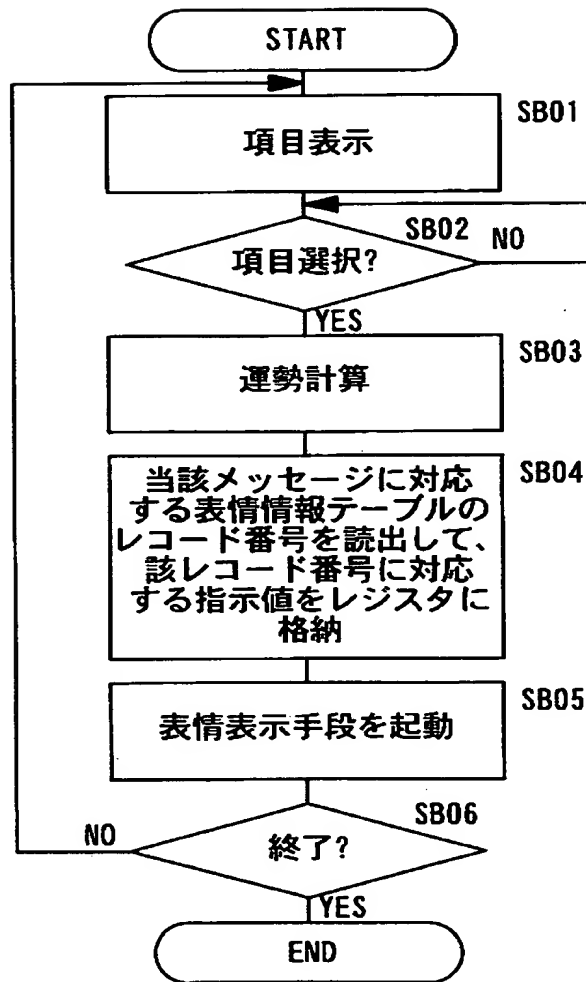 START
SB01
項目表示
SB02
NO
項目選択?
YES
SB03
運勢計算
SB04
当該メッセージに対応
する表情情報テーブルの
レコード番号を読出して、
該レコード番号に対応
する指示値をレジスタに
格納
SB05
表情表示手段を起動
SB06
NO
終了?
YES
END